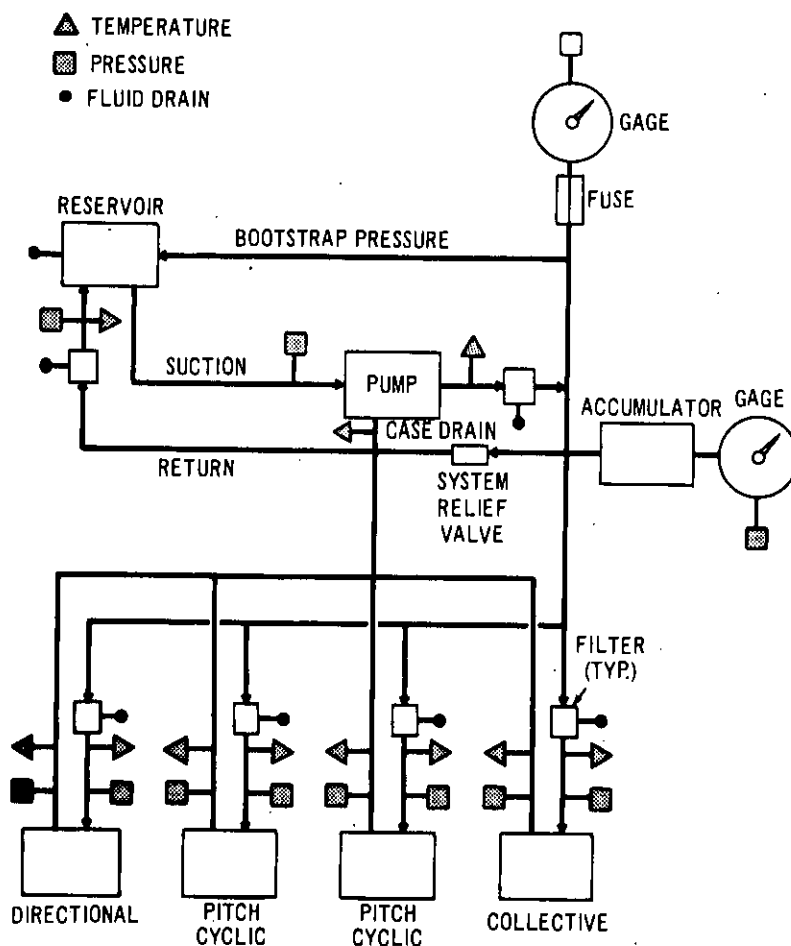 TEMPERATURE
PRESSURE
FLUID DRAIN
GAGE
FUSE
RESERVOIR
BOOTSTRAP PRESSURE
SUCTION
PUMP
CASE DRAIN
ACCUMULATOR
GAGE
RETURN
SYSTEM
RELIEF
VALVE
FILTER
(TYP.)
DIRECTIONAL
PITCH
CYCLIC
PITCH
CYCLIC
COLLECTIVE